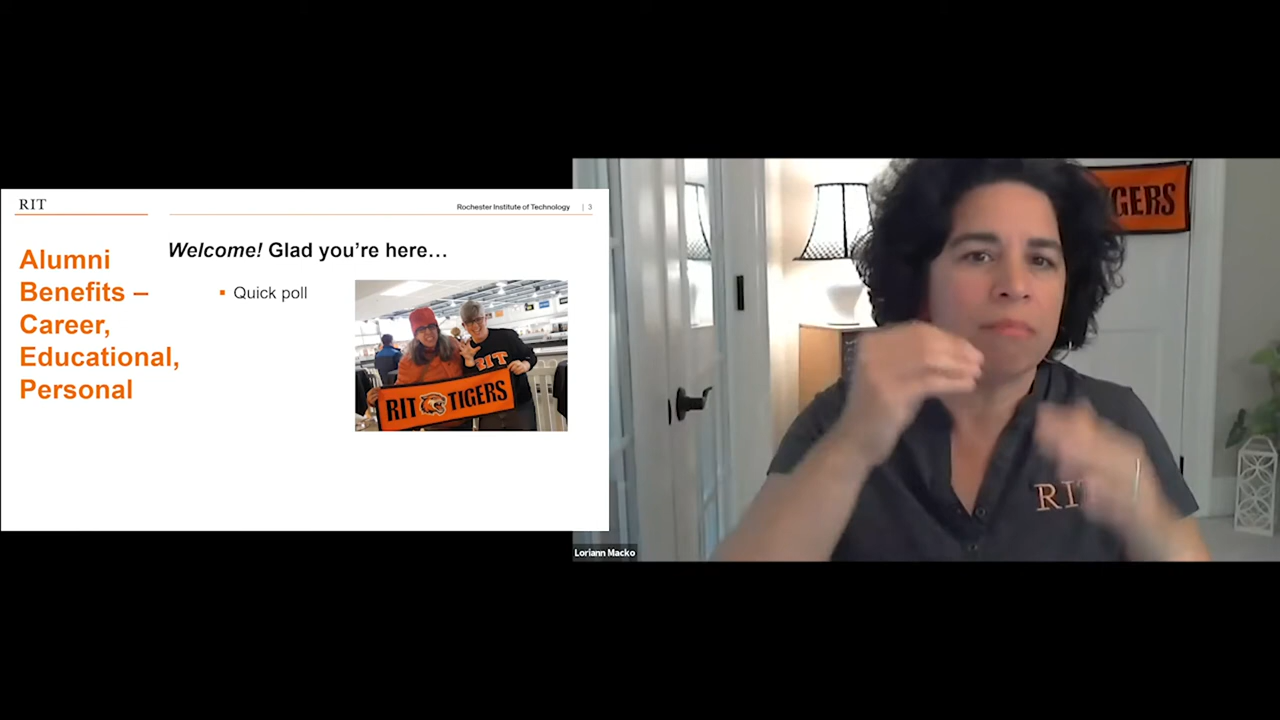 RIT
Rochester Institute of Technology | 3
Alumni
Benefits –
Career,
Educational,
Personal
Welcome! Glad you’re here…
▪ Quick poll
RIT
RIT TIGERS
GERS
RIT
Loriann Macko